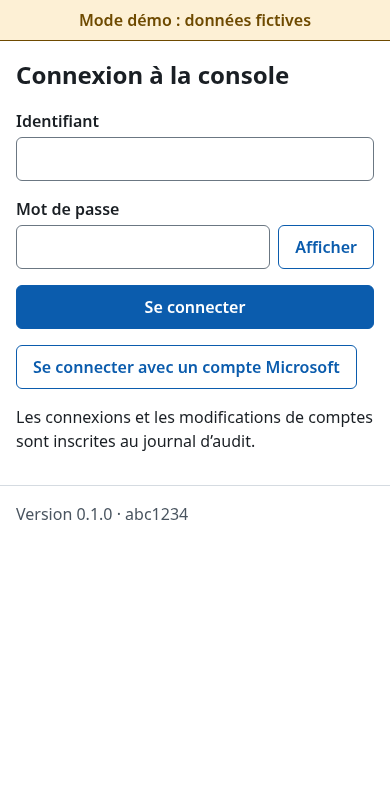 Mode démo : données fictives
Connexion à la console
Identifiant
Mot de passe
Afficher
Se connecter
Se connecter avec un compte Microsoft
Les connexions et les modifications de comptes
sont inscrites au journal d’audit.
Version 0.1.0 · abc1234